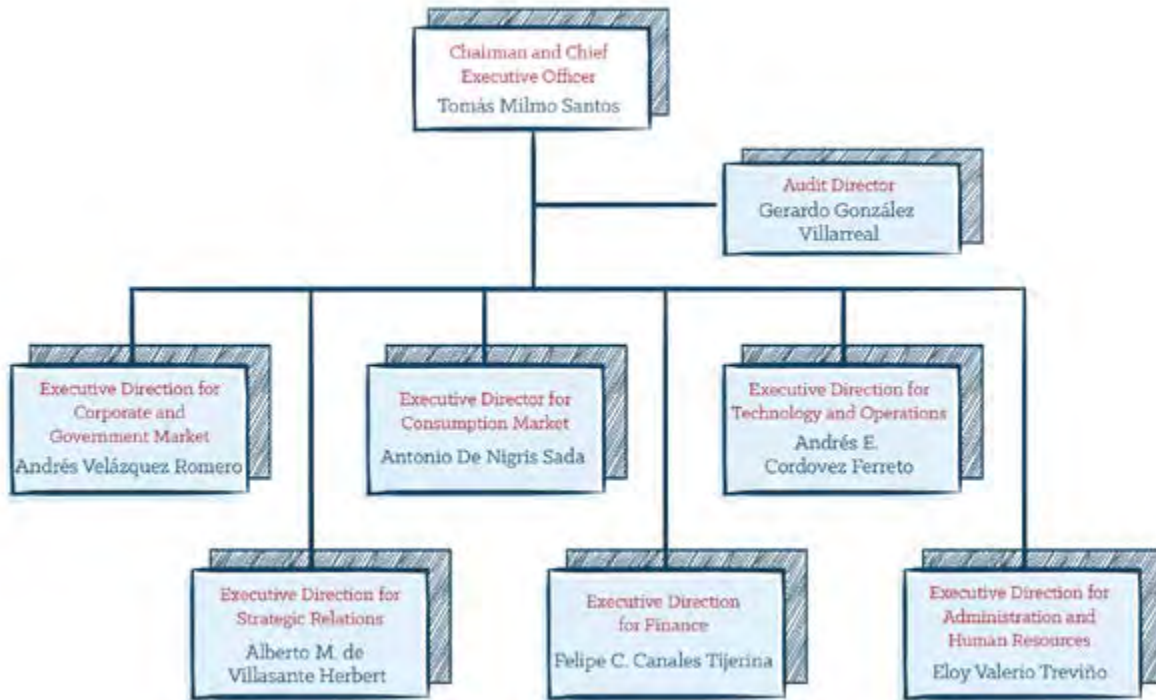 Chairman and Chief
Executive Officer
Tomás Milmo Santos
Audit Director
Gerardo González
Villarreal
Executive Direction for
Corporate and
Government Market
Andrés Velázquez Romero
Executive Director for
Consumption Market
Antonio De Nigris Sada
Executive Direction for
Technology and Operations
Andrés E.
Cordovez Ferreto
Executive Direction for
Strategic Relations
Alberto M. de
Villasante Herbert
Executive Direction
for Finance
Felipe C. Canales Tijerina
Executive Direction for
Administration and
Human Resources
Eloy Valerio Treviño